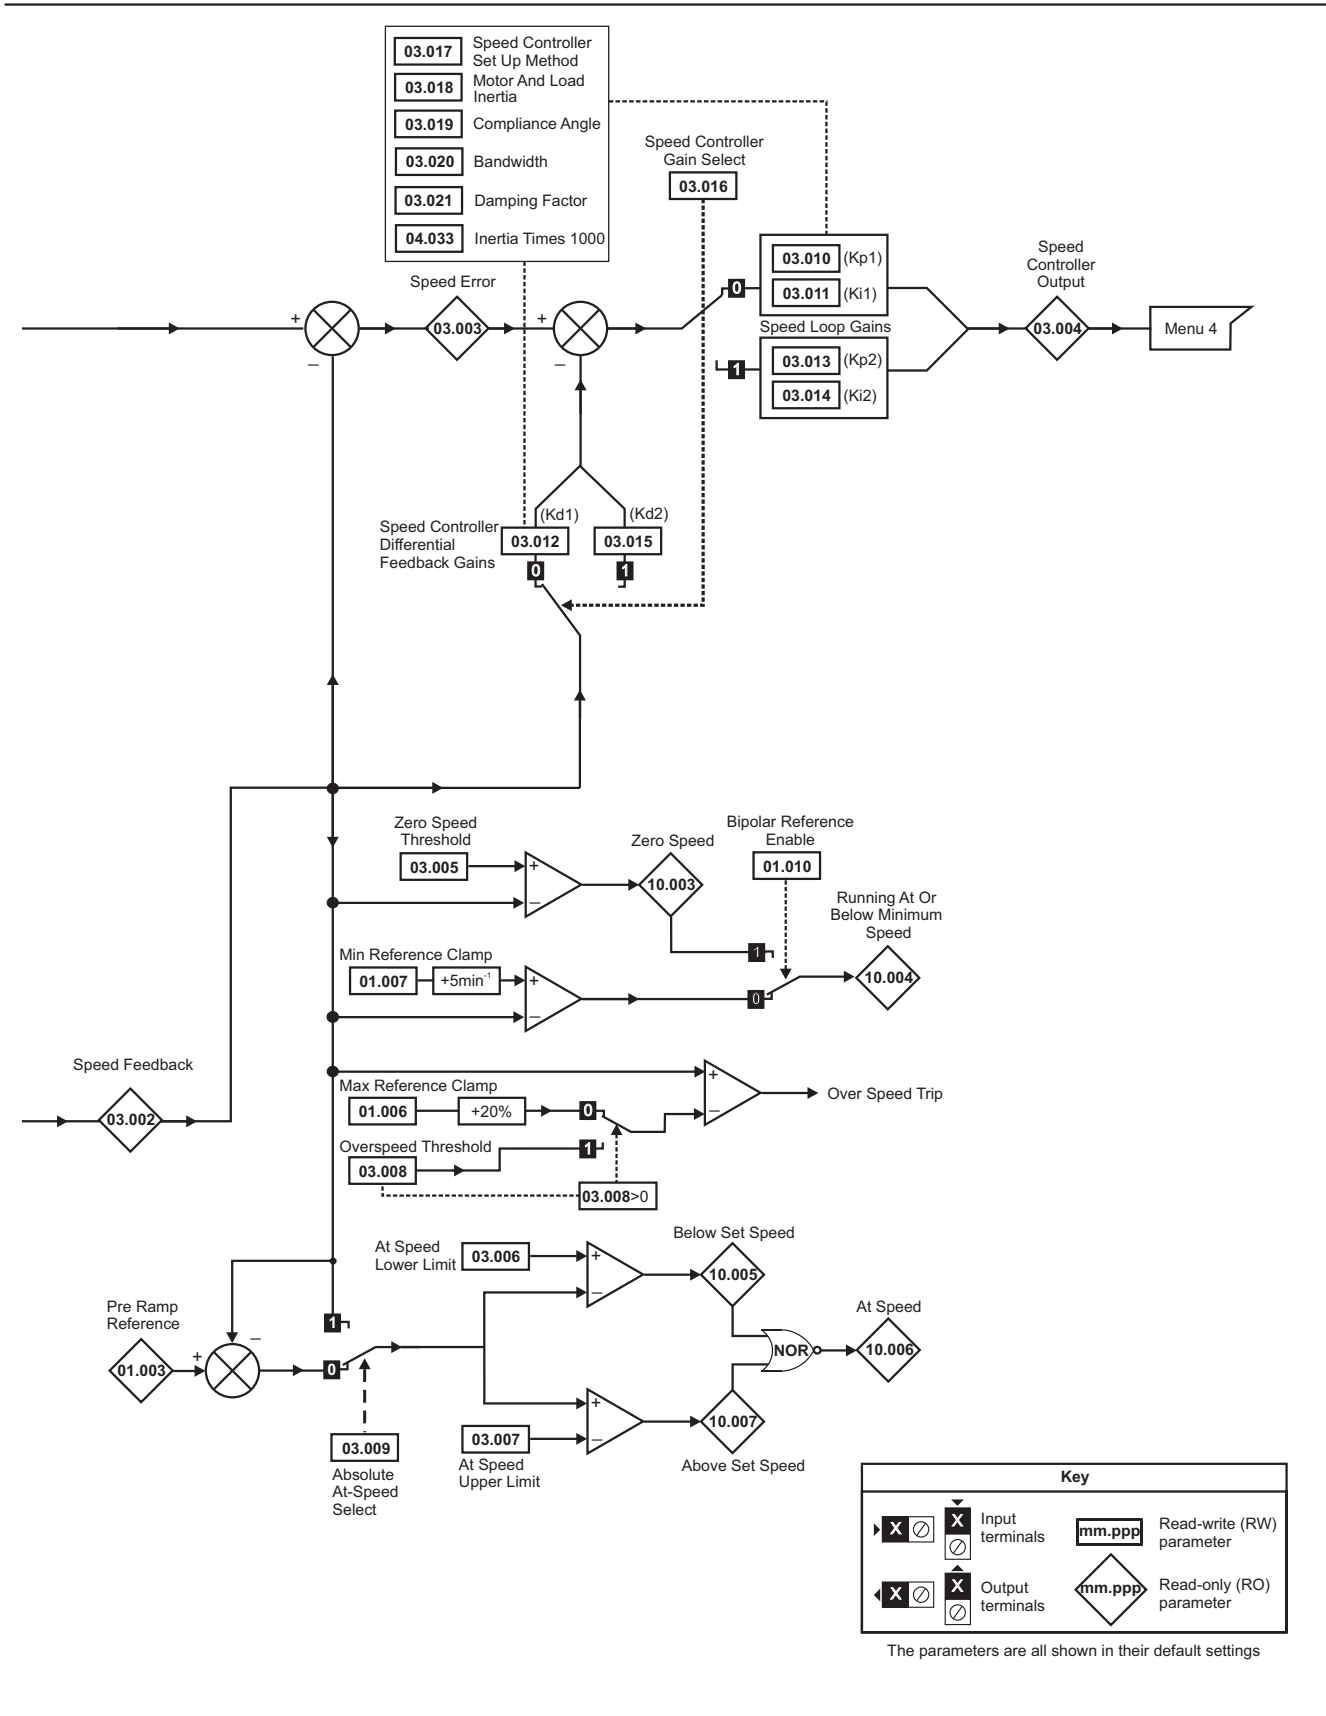 03.017 Speed Controller
Set Up Method
03.018 Motor And Load
Inertia
03.019 Compliance Angle
03.020 Bandwidth
03.021 Damping Factor
04.033 Inertia Times 1000
Speed Controller
Gain Select
03.016
03.010 (Kp1)
03.011 (Ki1)
0
Speed Loop Gains
03.013 (Kp2)
03.014 (Ki2)
1
Speed
Controller
Output
03.004
Menu 4
Speed Error
03.003
+
–
+
–
(Kd1)
(Kd2)
Speed Controller
Differential
Feedback Gains
03.012
03.015
0
1
Zero Speed
Threshold
03.005
+
–
Zero Speed
10.003
Bipolar Reference
Enable
01.010
Running At Or
Below Minimum
Speed
10.004
1
0
Min Reference Clamp
01.007
+5min-1
+
–
Speed Feedback
03.002
Max Reference Clamp
01.006
+20%
0
+
–
Over Speed Trip
Overspeed Threshold
03.008
1
03.008>0
At Speed
Lower Limit
03.006
+
–
Below Set Speed
10.005
Pre Ramp
Reference
01.003
+
–
1
0
03.009
Absolute
At-Speed
Select
NOR
At Speed
10.006
+
–
03.007
At Speed
Upper Limit
10.007
Above Set Speed
Key
X
X
Input
terminals
mm.ppp
Read-write (RW)
parameter
X
X
Output
terminals
mm.ppp
Read-only (RO)
parameter
The parameters are all shown in their default settings